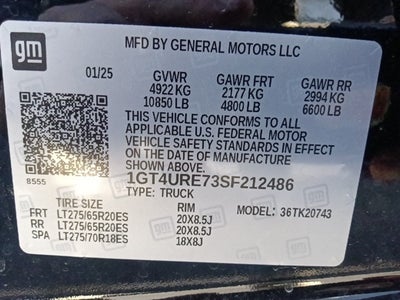 gm
MFD BY GENERAL MOTORS LLC
01/25 GVWR GAWR FRT GAWR RR
4922 KG 2177 KG 2994 KG
10850 LB 4800 LB 6600 LB
THIS VEHICLE CONFORMS TO ALL
APPLICABLE U.S. FEDERAL MOTOR
VEHICLE SAFETY STANDARDS IN
EFFECT ON THE DATE OF MANUFACTURE
SHOWN ABOVE.
8555 1GT4URE73SF212486
TYPE: TRUCK
TIRE SIZE RIM MODEL: 36TK20743
FRT LT275/65R20ES 20X8.5J
RR LT275/65R20ES 20X8.5J
SPA LT275/70R18ES 18X8J